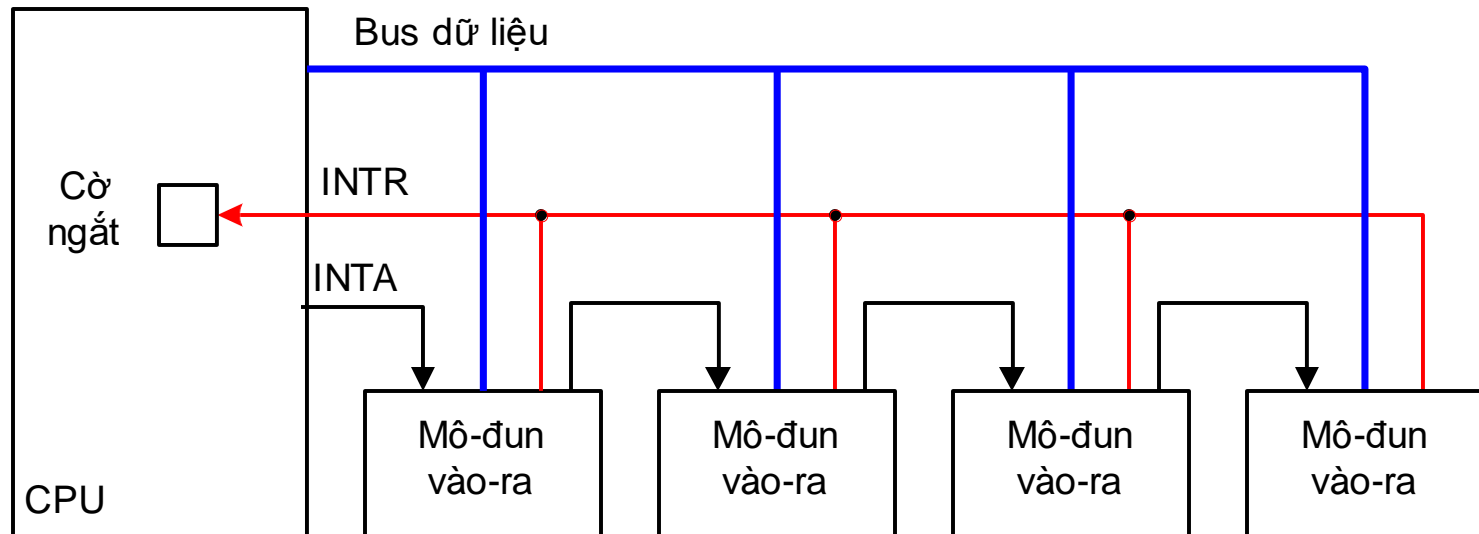 Bus dữ liệu
Cờ
ngắt
INTR
INTA
Mô-đun
vào-ra
Mô-đun
vào-ra
Mô-đun
vào-ra
Mô-đun
vào-ra
CPU